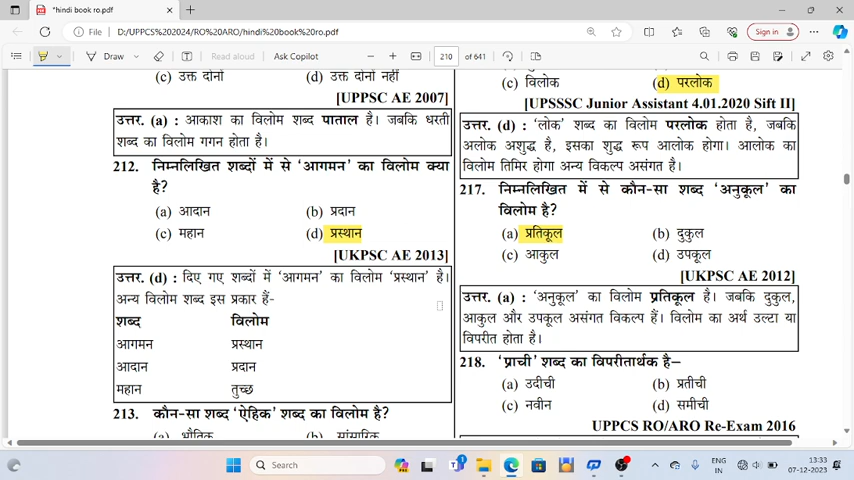 *hindi book ro.pdf
File
D:/UPPCS%202024/RO%20ARO/hindi%20book%20ro.pdf
Sign in
Draw
Read aloud
Ask Copilot
210 of 641
(c) उक्त दोनों (d) उक्त दोनों नहीं
[UPPSC AE 2007]
उत्तर. (a) : आकाश का विलोम शब्द पाताल है। जबकि धरती
शब्द का विलोम गगन होता है।
212. निम्नलिखित शब्दों में से 'आगमन' का विलोम क्या
है?
(a) आदान (b) प्रदान
(c) महान (d) प्रस्थान
[UKPSC AE 2013]
उत्तर. (d) : दिए गए शब्दों में 'आगमन' का विलोम 'प्रस्थान' है।
अन्य विलोम शब्द इस प्रकार हैं-
शब्द विलोम
आगमन प्रस्थान
आदान प्रदान
महान तुच्छ
213. कौन-सा शब्द 'ऐहिक' शब्द का विलोम है?
(a) भौतिक (b) सांसारिक
(c) विलोक (d) परलोक
[UPSSSC Junior Assistant 4.01.2020 Sift II]
उत्तर. (d) : 'लोक' शब्द का विलोम परलोक होता है, जबकि
अलोक अशुद्ध है, इसका शुद्ध रूप आलोक होगा। आलोक का
विलोम तिमिर होगा अन्य विकल्प असंगत है।
217. निम्नलिखित में से कौन-सा शब्द 'अनुकूल' का
विलोम है?
(a) प्रतिकूल (b) दुकुल
(c) आकुल (d) उपकूल
[UKPSC AE 2012]
उत्तर. (a) : 'अनुकूल' का विलोम प्रतिकूल है। जबकि दुकुल,
आकुल और उपकूल असंगत विकल्प हैं। विलोम का अर्थ उल्टा या
विपरीत होता है।
218. 'प्राची' शब्द का विपरीतार्थक है–
(a) उदीची (b) प्रतीची
(c) नवीन (d) समीची
UPPCS RO/ARO Re-Exam 2016
Search
ENG
IN
13:33
07-12-2023